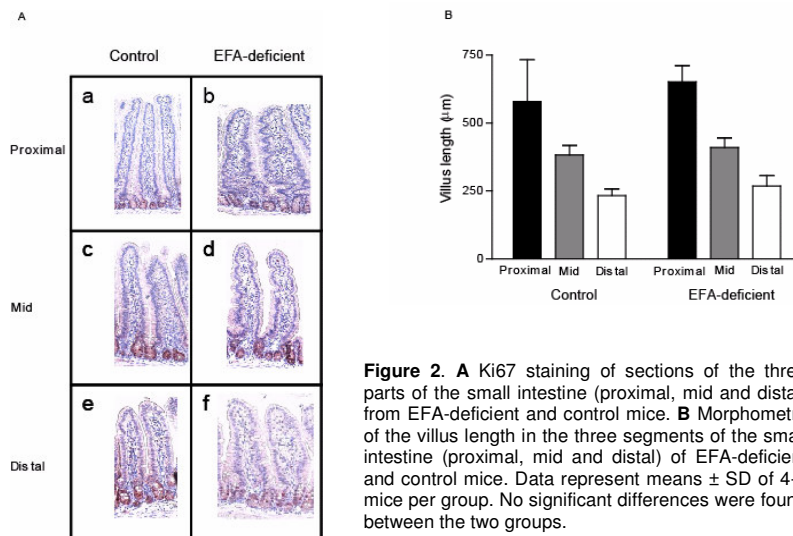 A
Control EFA-deficient
a b
Proximal
c d
Mid
e f
Distal
B
750
500
250
0
Villus length (μm)
Proximal Mid Distal Proximal Mid Distal
Control EFA-deficient
Figure 2. A Ki67 staining of sections of the thre
parts of the small intestine (proximal, mid and dista
from EFA-deficient and control mice. B Morphometr
of the villus length in the three segments of the sma
intestine (proximal, mid and distal) of EFA-deficien
and control mice. Data represent means ± SD of 4-
mice per group. No significant differences were foun
between the two groups.